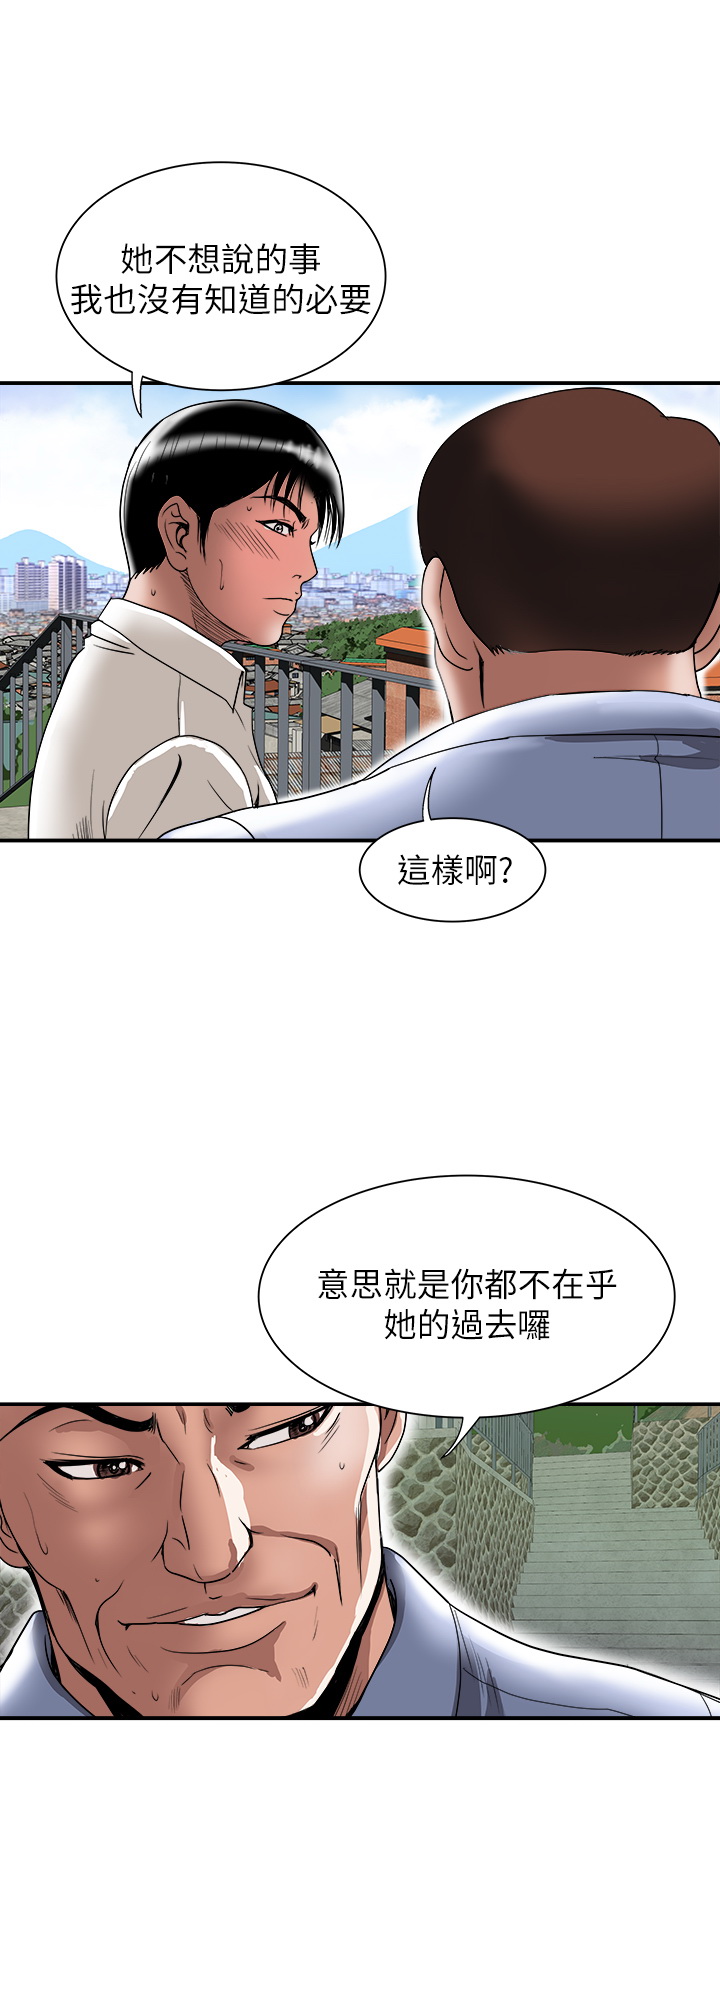 她不想說的事
我也沒有知道的必要
這樣啊?
意思就是你都不在乎
她的過去囉